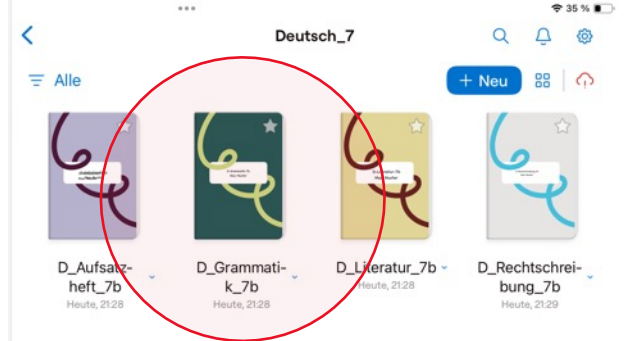 35 %
Deutsch_7
Alle
+ Neu
D_Aufsatz-
heft_7b
Heute, 21:28
D_Grammati-
k_7b
Heute, 21:28
D_Literatur_7b
Heute, 21:28
D_Rechtschrei-
bung_7b
Heute, 21:29